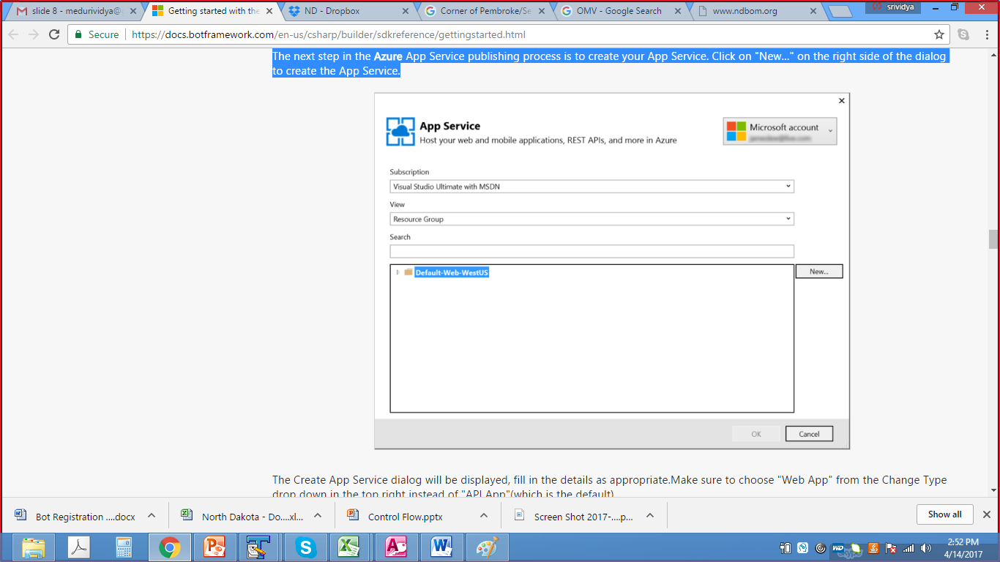 slide 8 - medurividya@
Getting started with the
ND - Dropbox
Corner of Pembroke/Se
OMV - Google Search
www.ndbom.org
srividya
Secure
https://docs.botframework.com/en-us/csharp/builder/sdkreference/gettingstarted.html
The next step in the Azure App Service publishing process is to create your App Service. Click on "New..." on the right side of the dialog
to create the App Service.
App Service
Host your web and mobile applications, REST APIs, and more in Azure
Microsoft account
Subscription
Visual Studio Ultimate with MSDN
View
Resource Group
Search
Default-Web-WestUS
New...
OK
Cancel
The Create App Service dialog will be displayed, fill in the details as appropriate.Make sure to choose "Web App" from the Change Type
drop down in the top right instead of "API App"(which is the default)
Bot Registration ....docx
North Dakota - Do....xl...
Control Flow.pptx
Screen Shot 2017-....p...
Show all
2:52 PM
4/14/2017